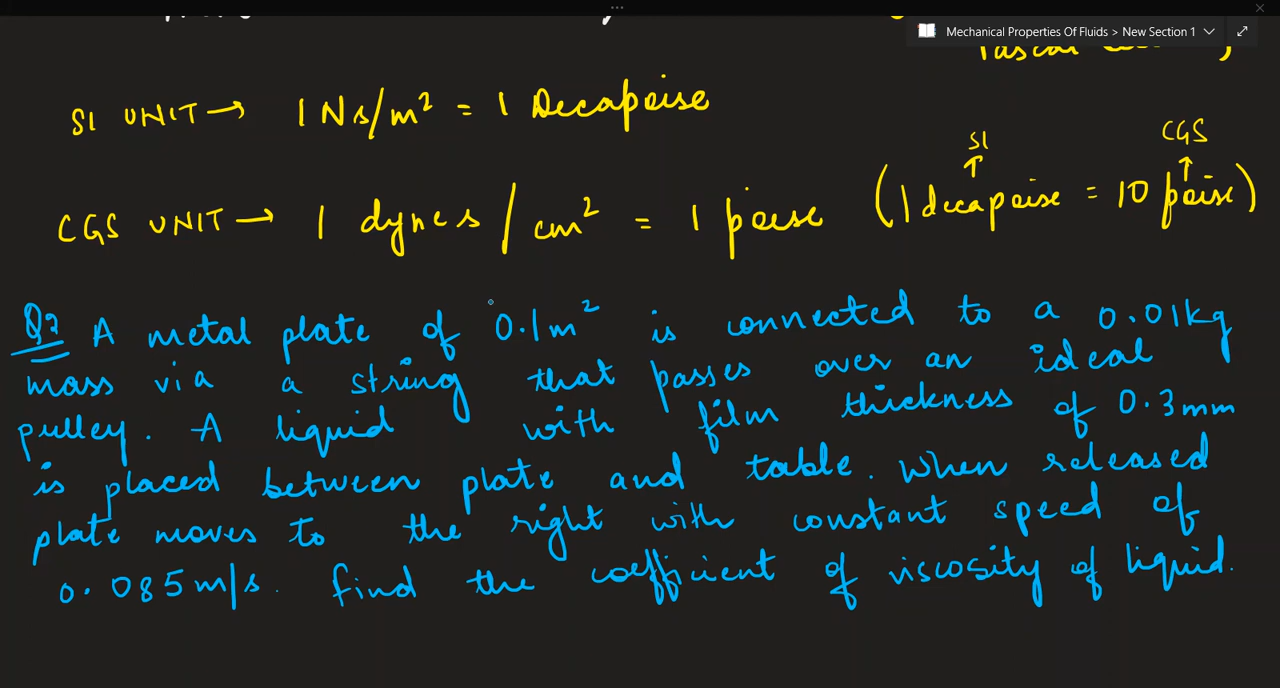 Mechanical Properties Of Fluids > New Section 1
SI UNIT → 1 Ns/m² = 1 Decapoise
SI CGS
CGS UNIT → 1 dynes/cm² = 1 poise (1 decapoise = 10 poise)
Q2 A metal plate of 0.1m² is connected to a 0.01kg
mass via a string that passes over an ideal
pulley. A liquid with film thickness of 0.3mm
is placed between plate and table. When released
plate moves to the right with constant speed of
0.085m/s. find the coefficient of viscosity of liquid.